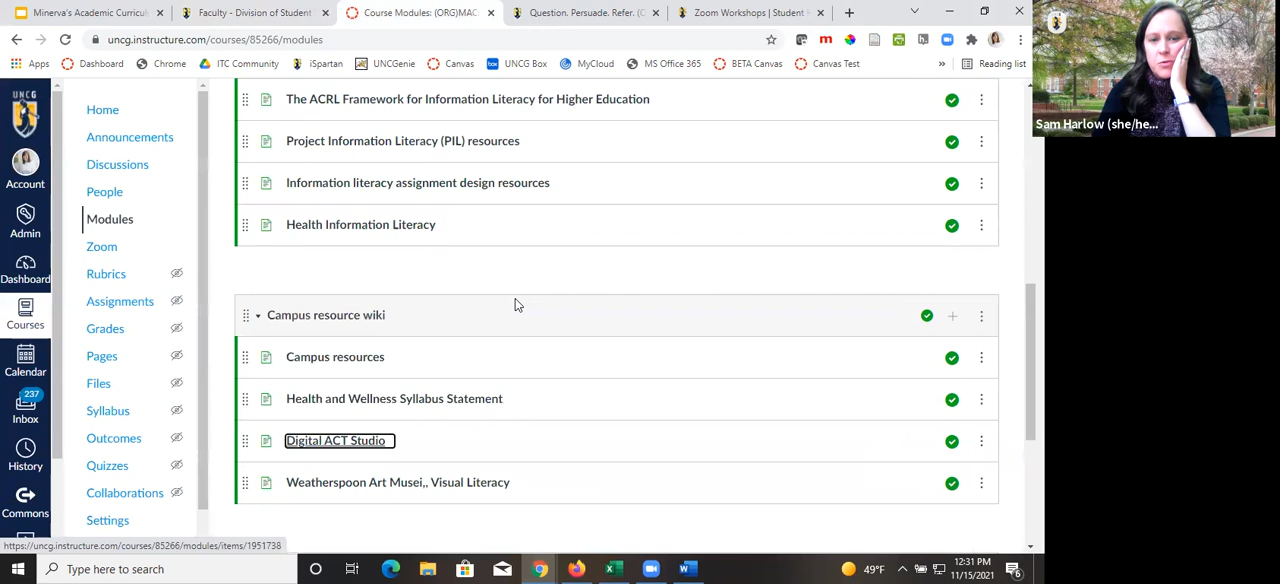 Minerva's Academic Curricul
Faculty - Division of Student
Course Modules: (ORG)MAC
Question. Persuade. Refer. (Q
Zoom Workshops | Student
uncg.instructure.com/courses/85266/modules
Apps
Dashboard
Chrome
ITC Community
iSpartan
UNCGenie
Canvas
UNCG Box
MyCloud
MS Office 365
BETA Canvas
Canvas Test
»
Reading list
UNCG
Account
Admin
Dashboard
Courses
Calendar
237
Inbox
History
Commons
Home
Announcements
Discussions
People
Modules
Zoom
Rubrics
Assignments
Grades
Pages
Files
Syllabus
Outcomes
Quizzes
Collaborations
Settings
The ACRL Framework for Information Literacy for Higher Education
Project Information Literacy (PIL) resources
Information literacy assignment design resources
Health Information Literacy
Campus resource wiki
Campus resources
Health and Wellness Syllabus Statement
Digital ACT Studio
Weatherspoon Art Musei,, Visual Literacy
Sam Harlow (she/he...
https://uncg.instructure.com/courses/85266/modules/items/1951738
Type here to search
49°F
12:31 PM
11/15/2021
6